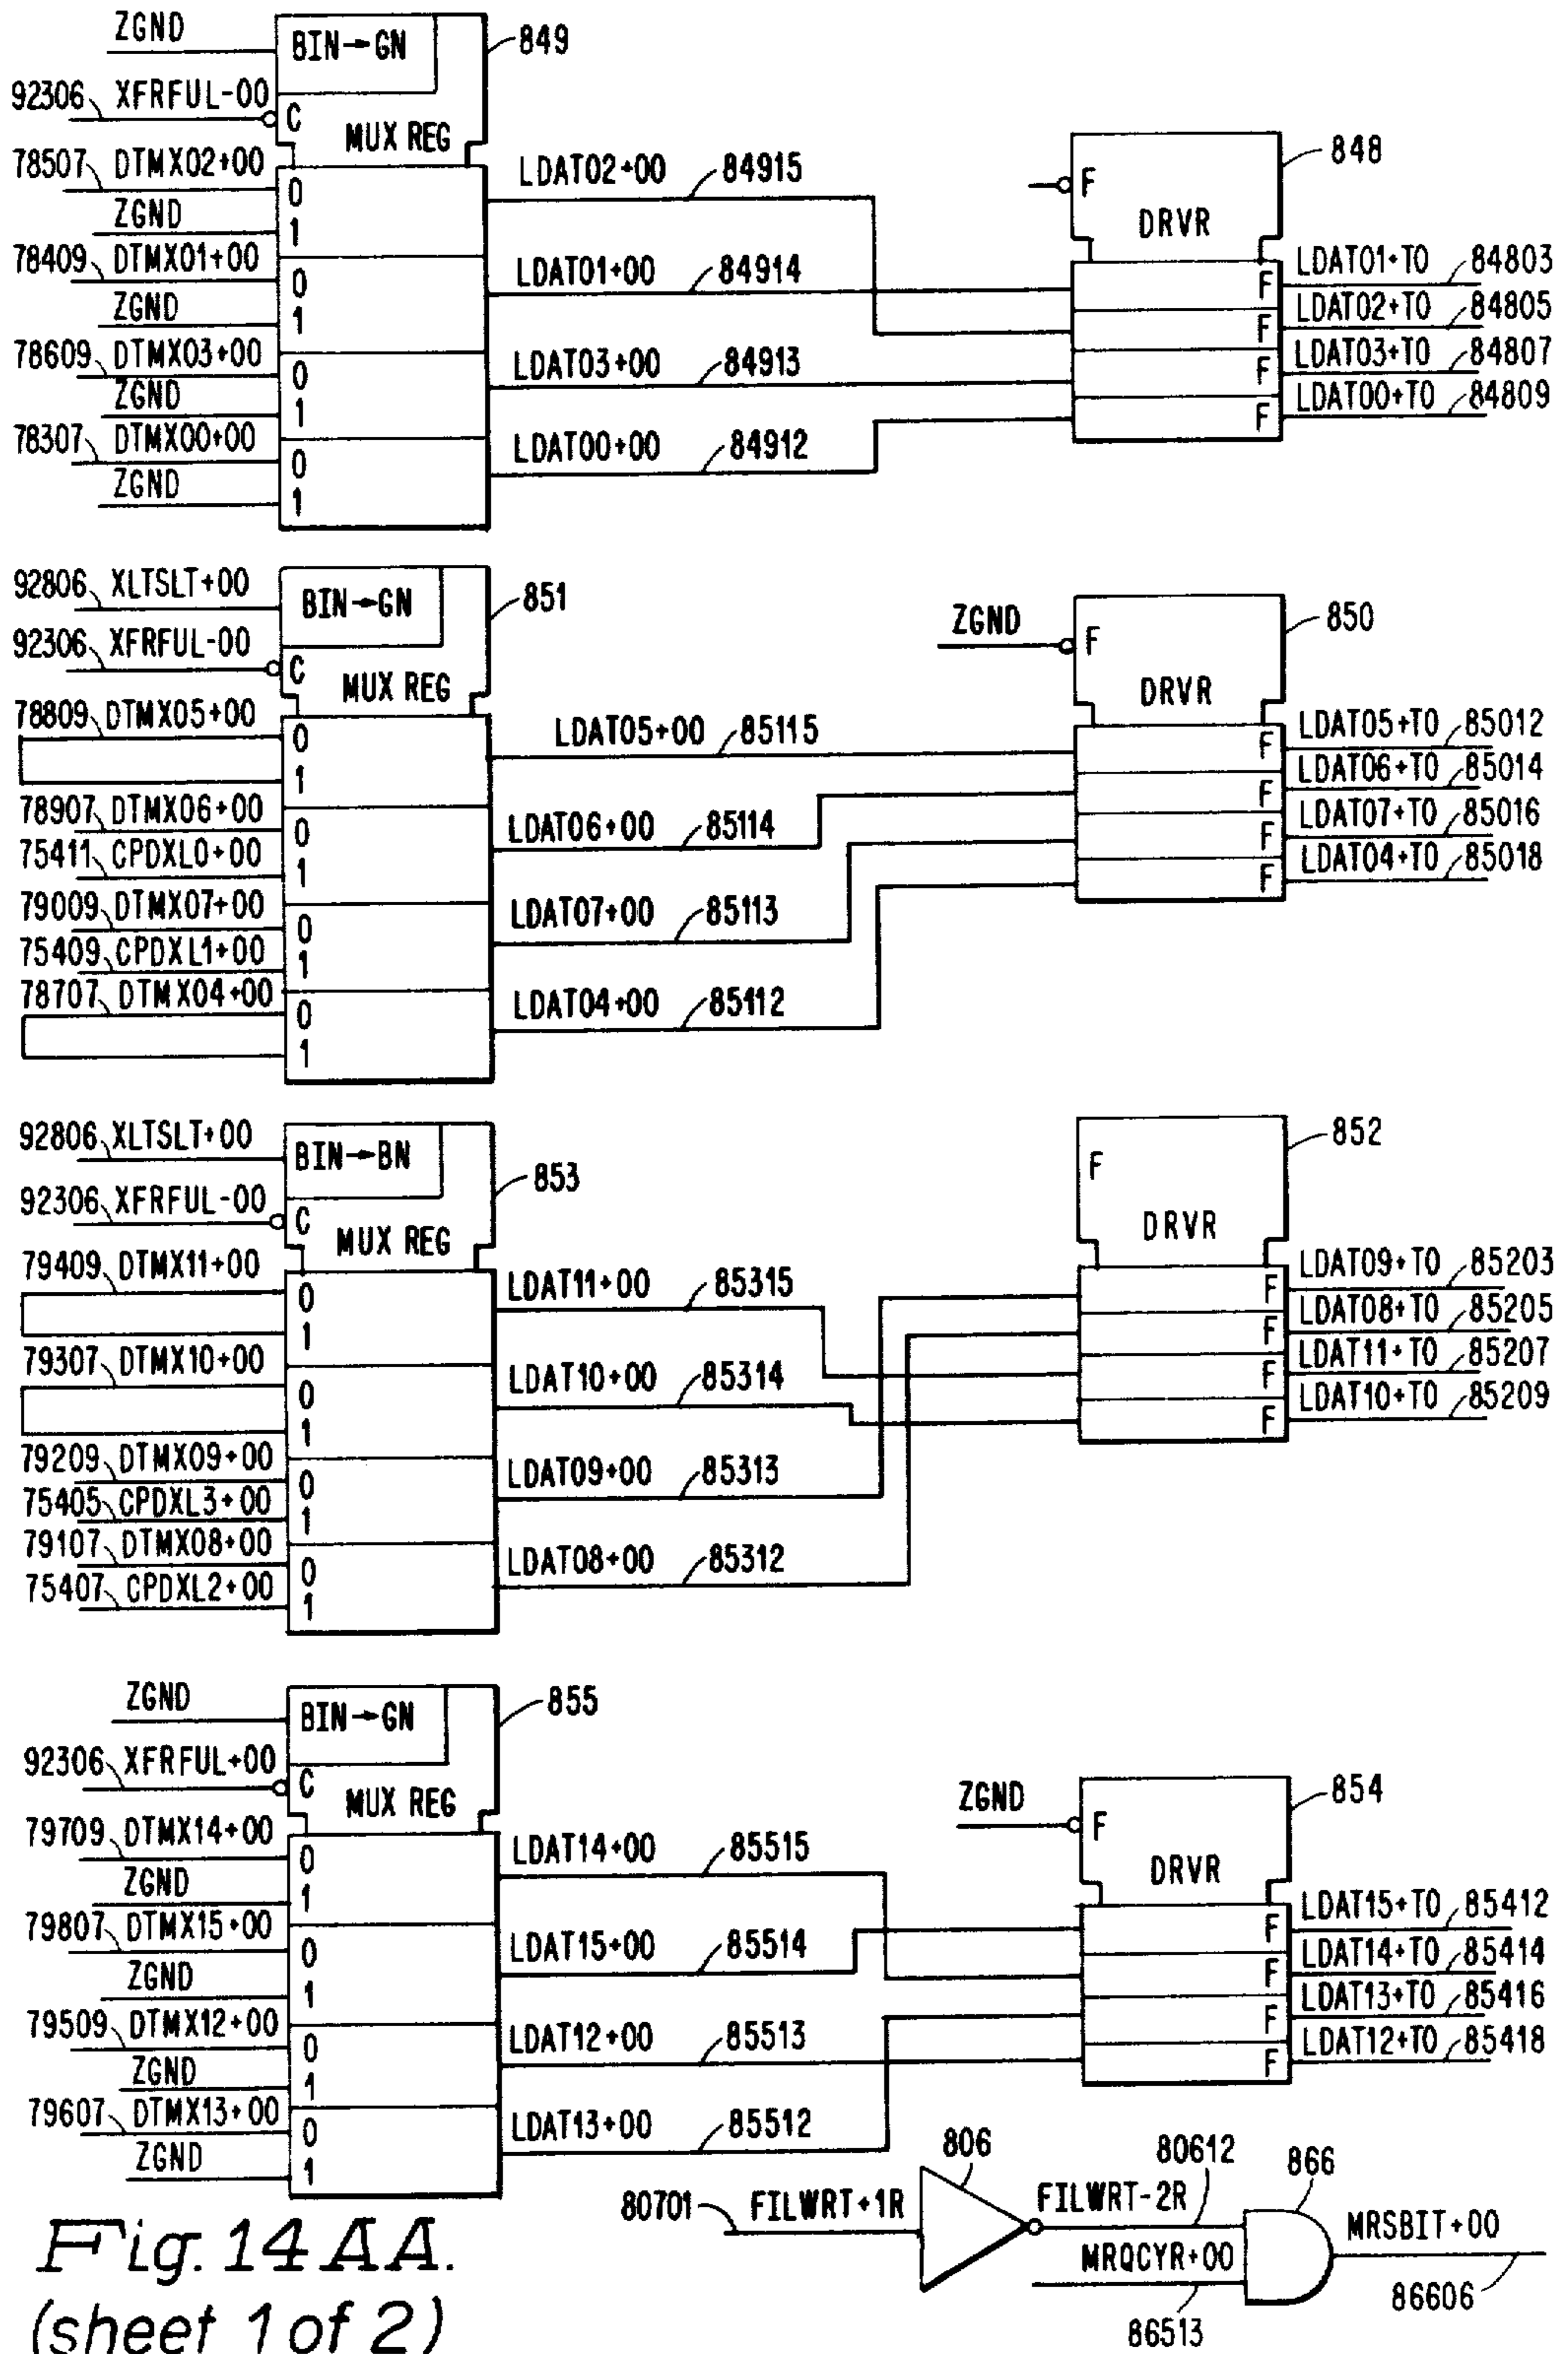 ZGND
BIN→GN
849
92306 XFRFUL-00
C
MUX REG
78507 DTMX02+00
0
LDAT02+00
84915
848
F
DRVR
ZGND
1
78409 DTMX01+00
0
LDAT01+00
84914
F
LDAT01+T0
84803
ZGND
1
F
LDAT02+T0
84805
78609 DTMX03+00
0
LDAT03+00
84913
F
LDAT03+T0
84807
ZGND
1
F
LDAT00+T0
84809
78307 DTMX00+00
0
LDAT00+00
84912
ZGND
1
92806 XLTSLT+00
BIN→GN
851
92306 XFRFUL-00
C
MUX REG
ZGND
F
850
DRVR
78809 DTMX05+00
0
1
LDAT05+00
85115
F
LDAT05+T0
85012
78907 DTMX06+00
0
LDAT06+00
85114
F
LDAT06+T0
85014
75411 CPDXL0+00
1
F
LDAT07+T0
85016
79009 DTMX07+00
0
LDAT07+00
85113
F
LDAT04+T0
85018
75409 CPDXL1+00
1
78707 DTMX04+00
0
1
LDAT04+00
85112
92806 XLTSLT+00
BIN→BN
853
92306 XFRFUL-00
C
MUX REG
F
852
DRVR
79409 DTMX11+00
0
1
LDAT11+00
85315
F
LDAT09+T0
85203
F
LDAT08+T0
85205
79307 DTMX10+00
0
1
LDAT10+00
85314
F
LDAT11+T0
85207
F
LDAT10+T0
85209
79209 DTMX09+00
0
LDAT09+00
85313
75405 CPDXL3+00
1
79107 DTMX08+00
0
LDAT08+00
85312
75407 CPDXL2+00
1
ZGND
BIN→GN
855
92306 XFRFUL+00
C
MUX REG
ZGND
F
854
DRVR
79709 DTMX14+00
0
LDAT14+00
85515
ZGND
1
F
LDAT15+T0
85412
79807 DTMX15+00
0
LDAT15+00
85514
F
LDAT14+T0
85414
ZGND
1
F
LDAT13+T0
85416
79509 DTMX12+00
0
LDAT12+00
85513
F
LDAT12+T0
85418
ZGND
1
79607 DTMX13+00
0
LDAT13+00
85512
ZGND
1
80701
FILWRT+1R
806
FILWRT-2R
80612
866
MRQCYR+00
86513
MRSBIT+00
86606
Fig. 14 AA.
(sheet 1 of 2)